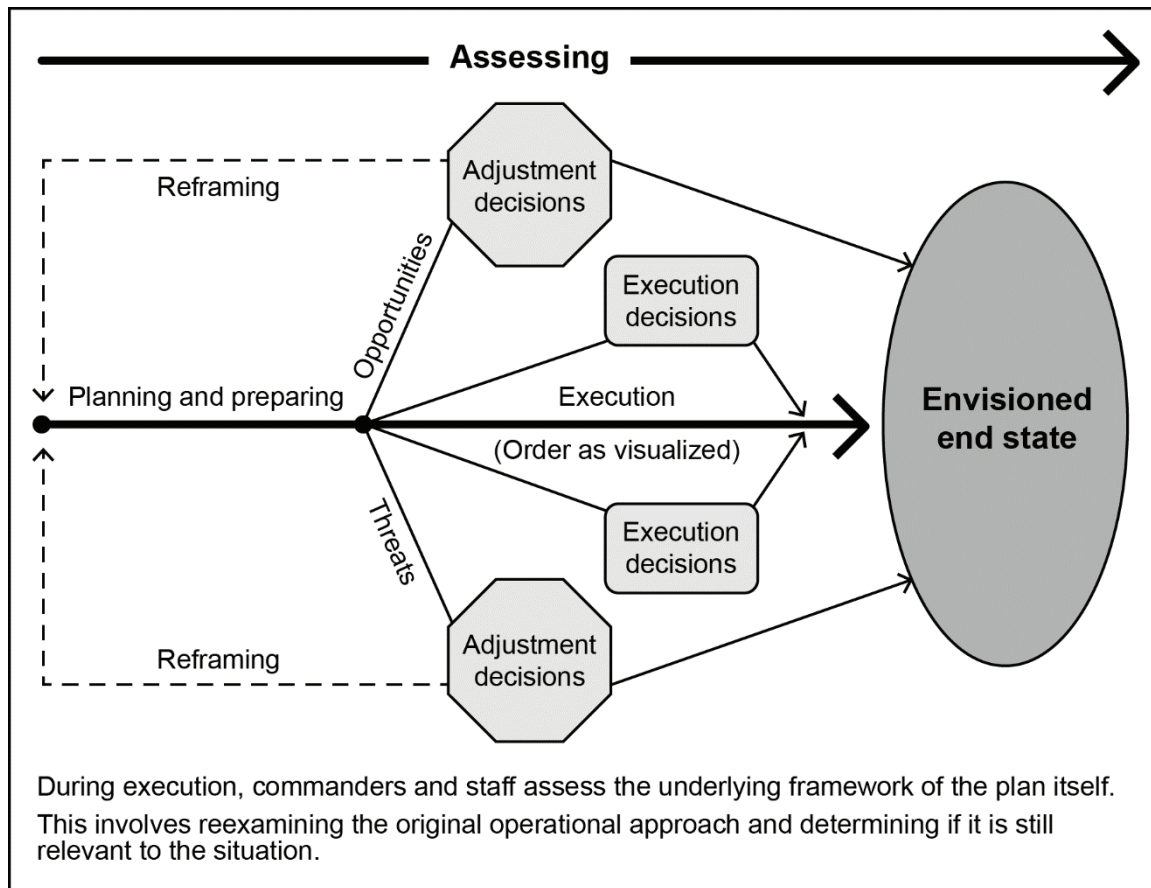 Assessing
Adjustment
decisions
Reframing
Opportunities
Execution
decisions
Planning and preparing
Execution
(Order as visualized)
Envisioned
end state
Threats
Execution
decisions
Adjustment
decisions
Reframing
During execution, commanders and staff assess the underlying framework of the plan itself.
This involves reexamining the original operational approach and determining if it is still
relevant to the situation.